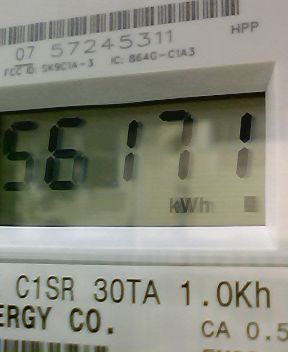 07 57245311
HPP
FCC ID: SK9C1A-3 IC: 864G-C1A3
56171
kWh
C1SR 30TA 1.0Kh
ERGY CO.
CA 0.5